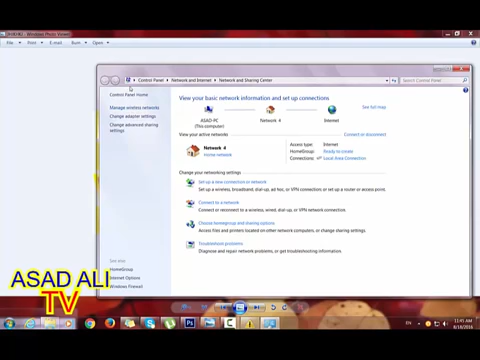 Windows Photo Viewer
File Print E-mail Burn Open
Control Panel Network and Internet Network and Sharing Center
Search Control Panel
Control Panel Home
Manage wireless networks
Change adapter settings
Change advanced sharing settings
View your basic network information and set up connections
See full map
ASAD-PC
(This computer)
Network 4
Internet
View your active networks
Connect or disconnect
Network 4
Home network
Access type: Internet
HomeGroup: Ready to create
Connections: Local Area Connection
Change your networking settings
Set up a new connection or network
Set up a wireless, broadband, dial-up, ad hoc, or VPN connection; or set up a router or access point.
Connect to a network
Connect or reconnect to a wireless, wired, dial-up, or VPN network connection.
Choose homegroup and sharing options
Access files and printers located on other network computers, or change sharing settings.
Troubleshoot problems
Diagnose and repair network problems, or get troubleshooting information.
See also
HomeGroup
Internet Options
Windows Firewall
ASAD ALI
TV
EN
11:41 AM
8/18/2016